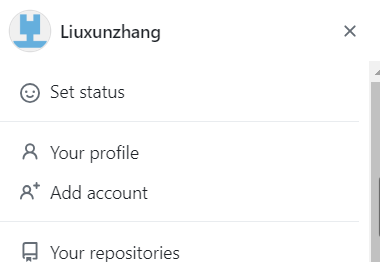 Liuxunzhang
Set status
Your profile
Add account
Your repositories